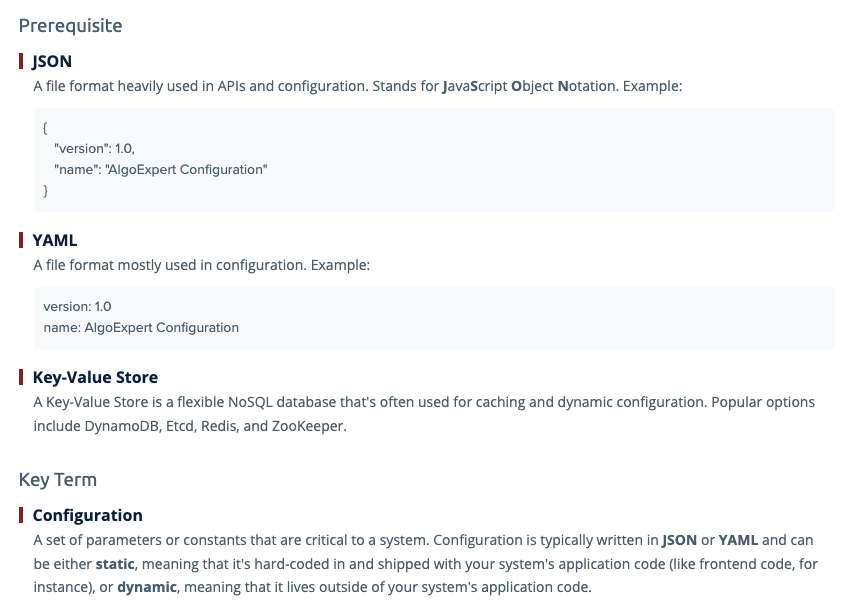 Prerequisite
JSON
A file format heavily used in APIs and configuration. Stands for JavaScript Object Notation. Example:
{
"version": 1.0,
"name": "AlgoExpert Configuration"
}
YAML
A file format mostly used in configuration. Example:
version: 1.0
name: AlgoExpert Configuration
Key-Value Store
A Key-Value Store is a flexible NoSQL database that's often used for caching and dynamic configuration. Popular options
include DynamoDB, Etcd, Redis, and ZooKeeper.
Key Term
Configuration
A set of parameters or constants that are critical to a system. Configuration is typically written in JSON or YAML and can
be either static, meaning that it's hard-coded in and shipped with your system's application code (like frontend code, for
instance), or dynamic, meaning that it lives outside of your system's application code.